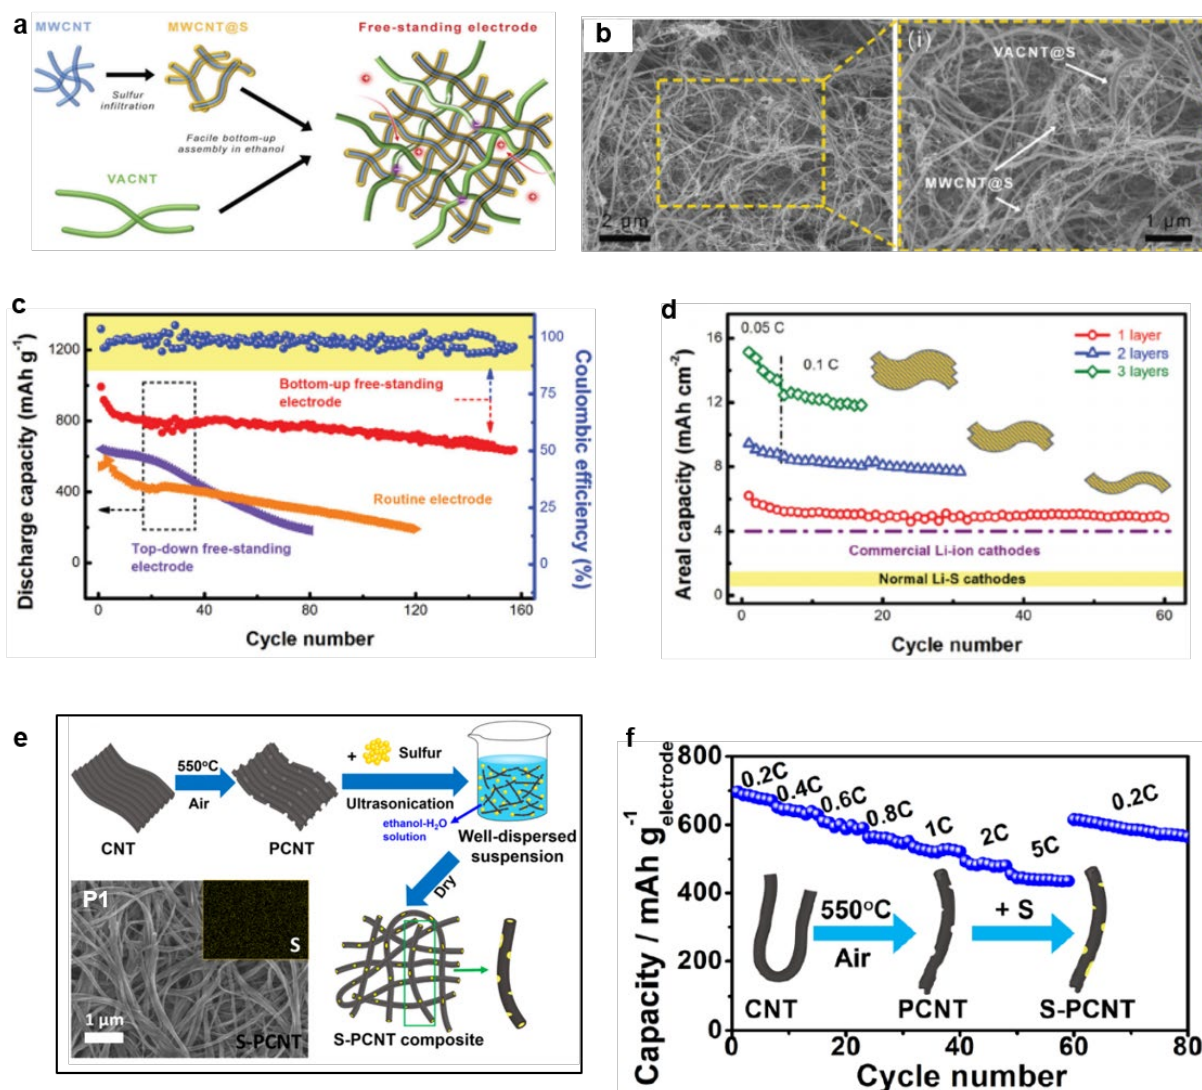 a
MWCNT
MWCNT@S
Free-standing electrode
Sulfur
infiltration
Facile bottom-up
assembly in ethanol
VACNT
b
(i)
VACNT@S
MWCNT@S
2 μm
1 μm
c
Discharge capacity (mAh g⁻¹)
1200
800
400
0
Bottom-up free-standing
electrode
Routine electrode
Top-down free-standing
electrode
100
75
50
25
0
Coulombic efficiency (%)
0 40 80 120 160
Cycle number
d
Areal capacity (mAh cm⁻²)
16
12
8
4
0
0.05 C
0.1 C
1 layer
2 layers
3 layers
Commercial Li-ion cathodes
Normal Li-S cathodes
0 20 40 60
Cycle number
e
CNT
550°C
Air
PCNT
+ Sulfur
Ultrasonication
ethanol-H₂O
solution
Well-dispersed
suspension
Dry
P1
S
1 μm
S-PCNT
S-PCNT composite
f
Capacity / mAh g⁻¹electrode
800
600
400
200
0
0.2C
0.4C
0.6C
0.8C
1C
2C
5C
0.2C
550°C
Air
+ S
CNT
PCNT
S-PCNT
0 20 40 60 80
Cycle number